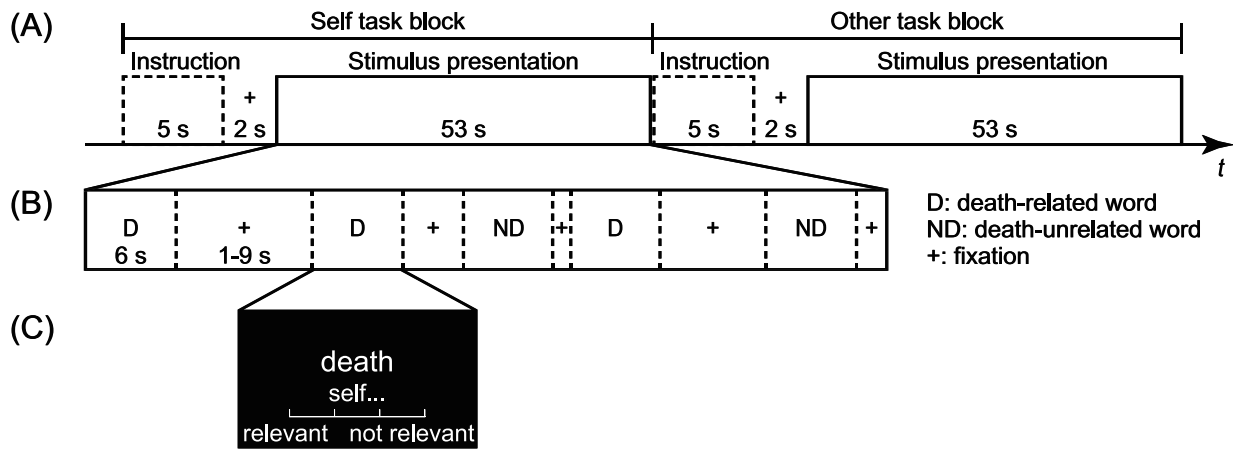 (A)
Self task block
Other task block
Instruction
Stimulus presentation
Instruction
Stimulus presentation
+
+
5 s
2 s
53 s
5 s
2 s
53 s
t
(B)
D
+
D
+
ND
+
D
+
ND
+
6 s
1-9 s
D: death-related word
ND: death-unrelated word
+: fixation
(C)
death
self...
relevant not relevant